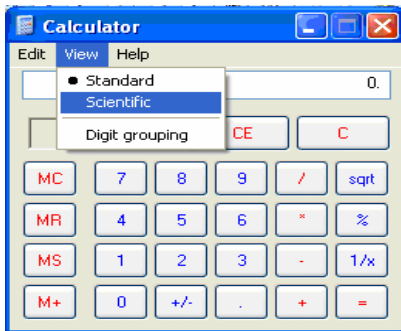 Calculator
Edit View Help
Standard
0.
Scientific
Digit grouping
CE C
MC 7 8 9 / sqrt
MR 4 5 6 * %
MS 1 2 3 - 1/x
M+ 0 +/- . + =